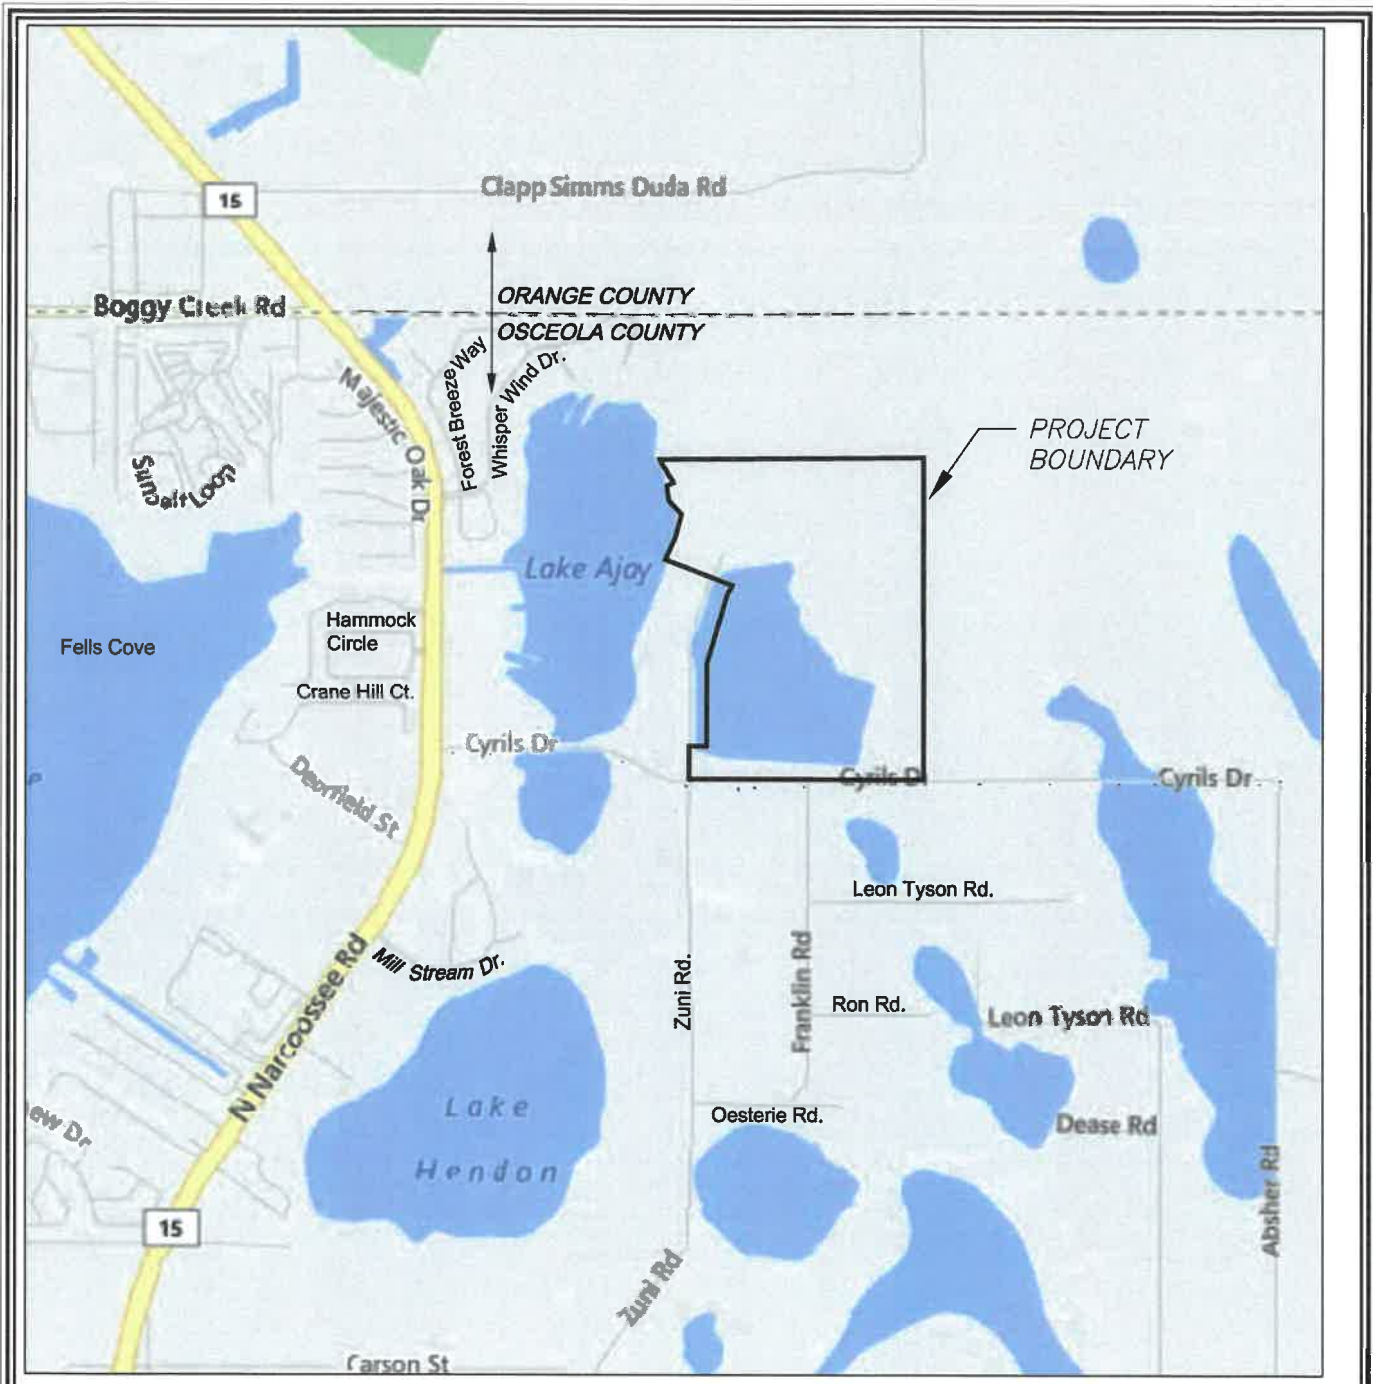 Clapp Simms Duda Rd
15
ORANGE COUNTY
Boggy Creek Rd
OSCEOLA COUNTY
Forest Breeze Way
Whisper Wind Dr.
Majestic Oak Dr
PROJECT
BOUNDARY
Lake Ajay
Hammock
Circle
Fells Cove
Crane Hill Ct.
Cyrils Dr
Cyrils D
Cyrils Dr
Deerfield St
Leon Tyson Rd.
Mill Stream Dr.
N Narcoossee Rd
Zuni Rd.
Franklin Rd
Ron Rd.
Leon Tyson Rd
Lake
Hendon
Oesterie Rd.
Dease Rd
ew Dr
Absher Rd
15
Zuni Rd
Carson St